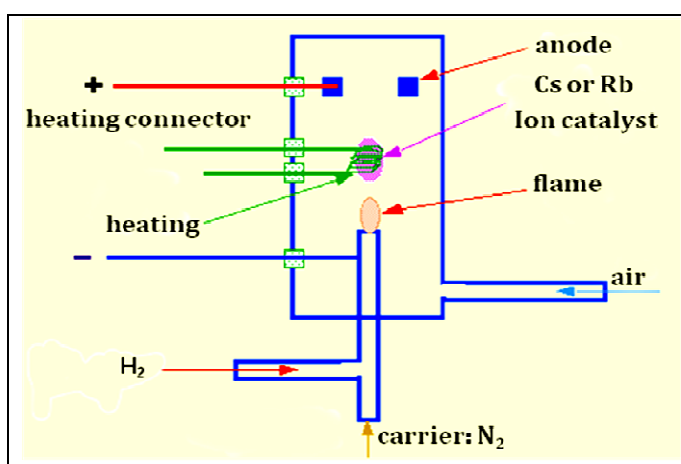 anode
+
Cs or Rb
heating connector
Ion catalyst
flame
heating
–
air
H₂
carrier: N₂